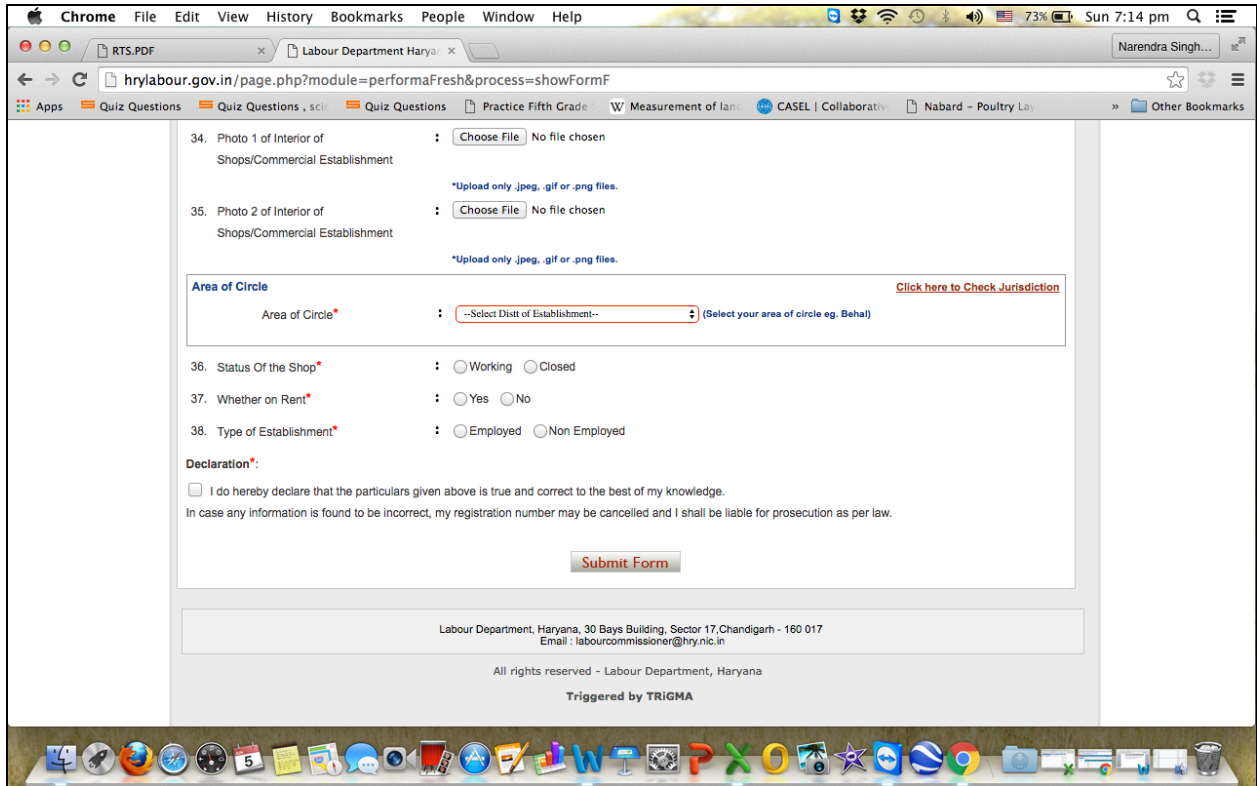 Chrome File Edit View History Bookmarks People Window Help 73% Sun 7:14 pm
RTS.PDF Labour Department Haryan Narendra Singh...
hrylabour.gov.in/page.php?module=performaFresh&process=showFormF
Apps Quiz Questions Quiz Questions , scie Quiz Questions Practice Fifth Grade W Measurement of land CASEL | Collaborative Nabard – Poultry Lay » Other Bookmarks
34. Photo 1 of Interior of : Choose File No file chosen
Shops/Commercial Establishment
*Upload only .jpeg, .gif or .png files.
35. Photo 2 of Interior of : Choose File No file chosen
Shops/Commercial Establishment
*Upload only .jpeg, .gif or .png files.
Area of Circle Click here to Check Jurisdiction
Area of Circle* : --Select Distt of Establishment-- (Select your area of circle eg. Behal)
36. Status Of the Shop* : Working Closed
37. Whether on Rent* : Yes No
38. Type of Establishment* : Employed Non Employed
Declaration*:
I do hereby declare that the particulars given above is true and correct to the best of my knowledge.
In case any information is found to be incorrect, my registration number may be cancelled and I shall be liable for prosecution as per law.
Submit Form
Labour Department, Haryana, 30 Bays Building, Sector 17,Chandigarh - 160 017
Email : labourcommissioner@hry.nic.in
All rights reserved - Labour Department, Haryana
Triggered by TRiGMA
5